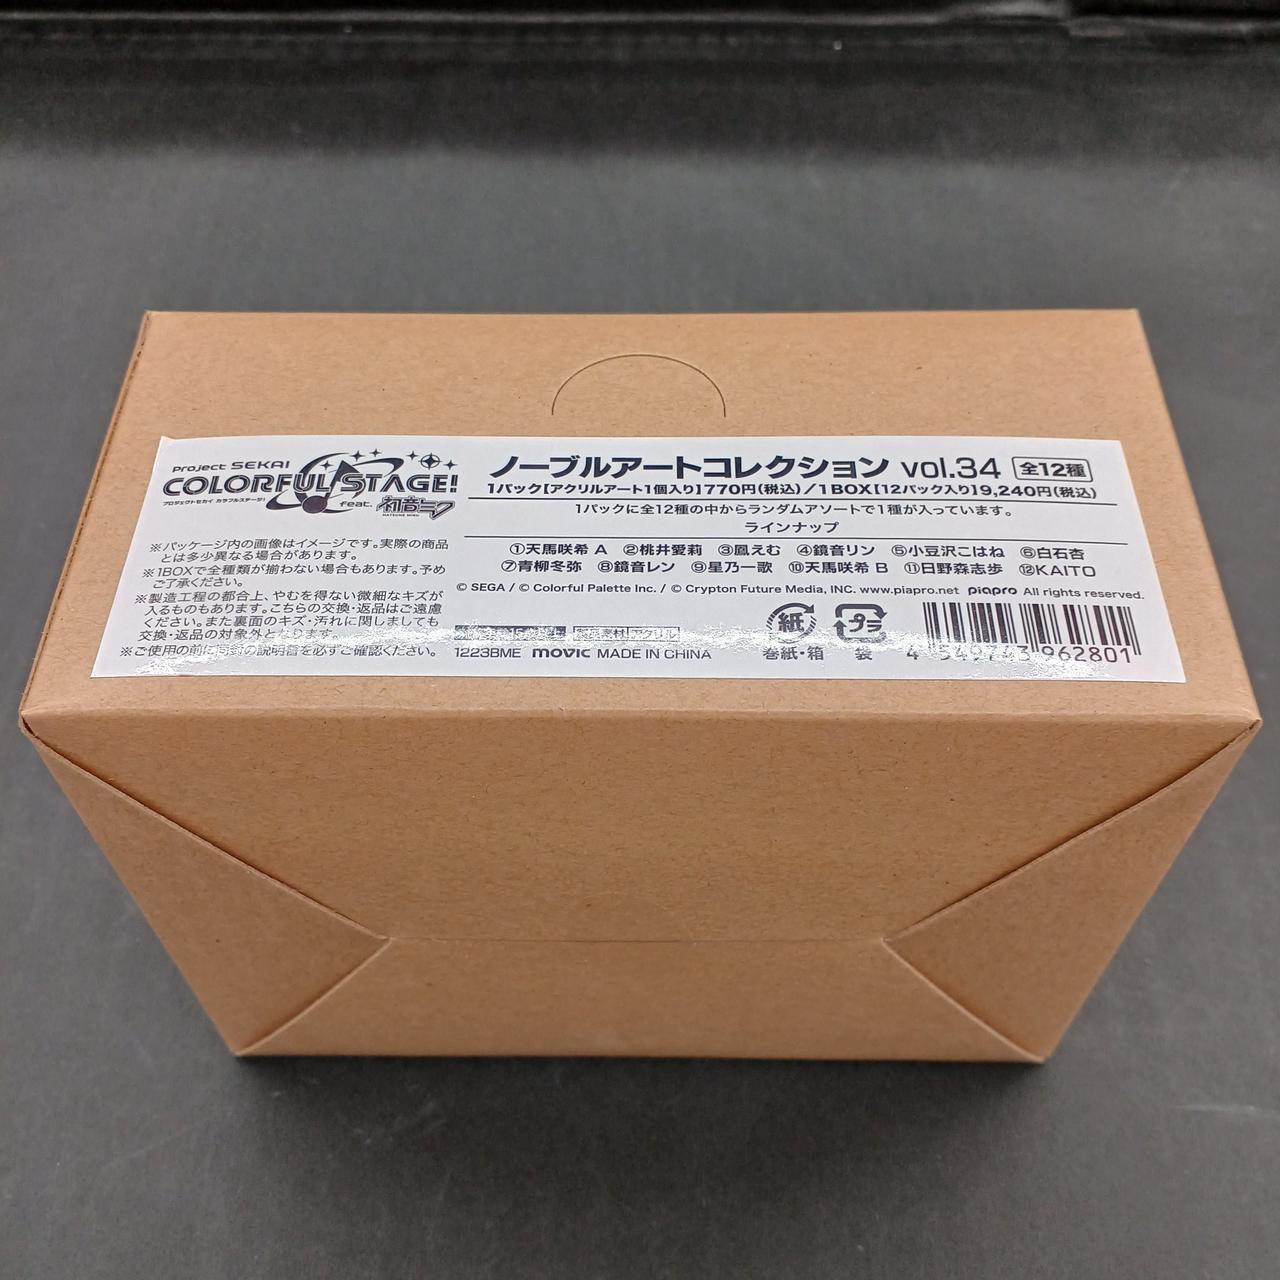 Project SEKAI
COLORFUL STAGE!
プロジェクトセカイ カラフルステージ!
feat. 初音ミク
HATSUNE MIKU
ノーブルアートコレクション vol.34 全12種
1パック【アクリルアート1個入り】770円(税込)/1BOX【12パック入り】9,240円(税込)
1パックに全12種の中からランダムアソートで1種が入っています。
ラインナップ
①天馬咲希 A ②桃井愛莉 ③鳳えむ ④鏡音リン ⑤小豆沢こはね ⑥白石杏
⑦青柳冬弥 ⑧鏡音レン ⑨星乃一歌 ⑩天馬咲希 B ⑪日野森志歩 ⑫KAITO
© SEGA / © Colorful Palette Inc. / © Crypton Future Media, INC. www.piapro.net piapro All rights reserved.
※パッケージ内の画像はイメージです。実際の商品
とは多少異なる場合があります。
※1BOXで全種類が揃わない場合もあります。予め
ご了承ください。
※製造工程の都合上、やむを得ない微細なキズが
入るものもあります。こちらの交換・返品はご遠慮
ください。また裏面のキズ・汚れに関しましても
交換・返品の対象外となります。
※ご使用の前に同封の説明書を必ずご確認ください。
アクリル
1223BME movic MADE IN CHINA
紙 プラ
巻紙・箱 袋
4 549743 962801